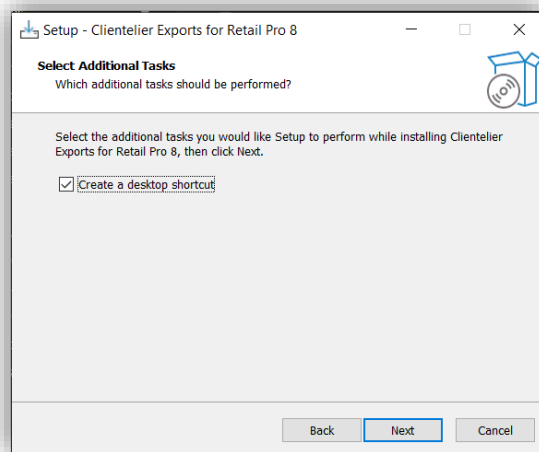 Setup - Clientelier Exports for Retail Pro 8
Select Additional Tasks
Which additional tasks should be performed?
Select the additional tasks you would like Setup to perform while installing Clientelier
Exports for Retail Pro 8, then click Next.
Create a desktop shortcut
Back Next Cancel